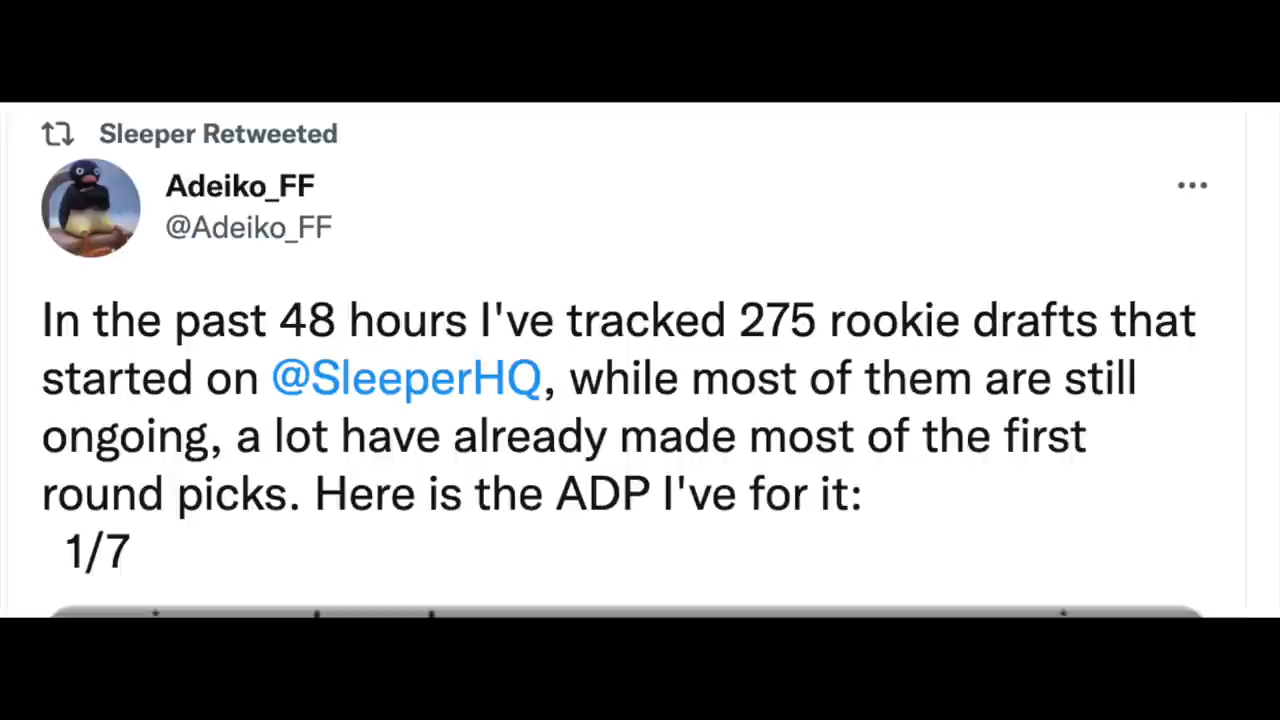 Sleeper Retweeted
Adeiko_FF
@Adeiko_FF
In the past 48 hours I've tracked 275 rookie drafts that
started on @SleeperHQ, while most of them are still
ongoing, a lot have already made most of the first
round picks. Here is the ADP I've for it:
1/7